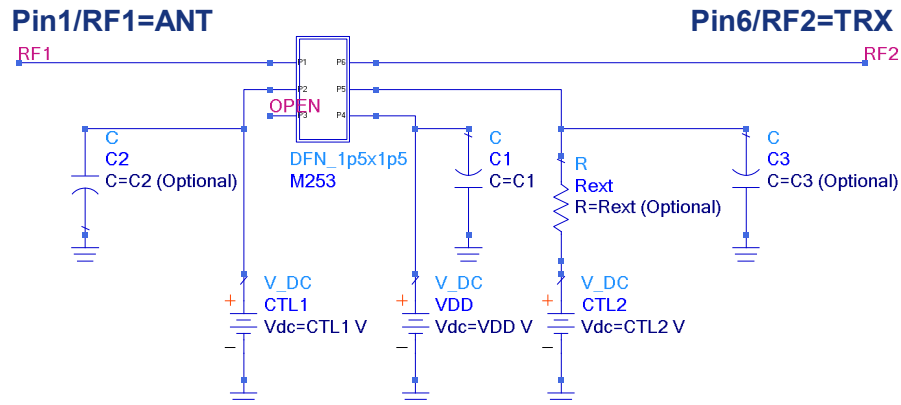 Pin1/RF1=ANT
Pin6/RF2=TRX
RF1
RF2
P1
P6
P2
P5
OPEN
P3
P4
DFN_1p5x1p5
M253
C
C2
C=C2 (Optional)
C
C1
C=C1
R
Rext
R=Rext (Optional)
C
C3
C=C3 (Optional)
V_DC
CTL1
Vdc=CTL1 V
V_DC
VDD
Vdc=VDD V
V_DC
CTL2
Vdc=CTL2 V